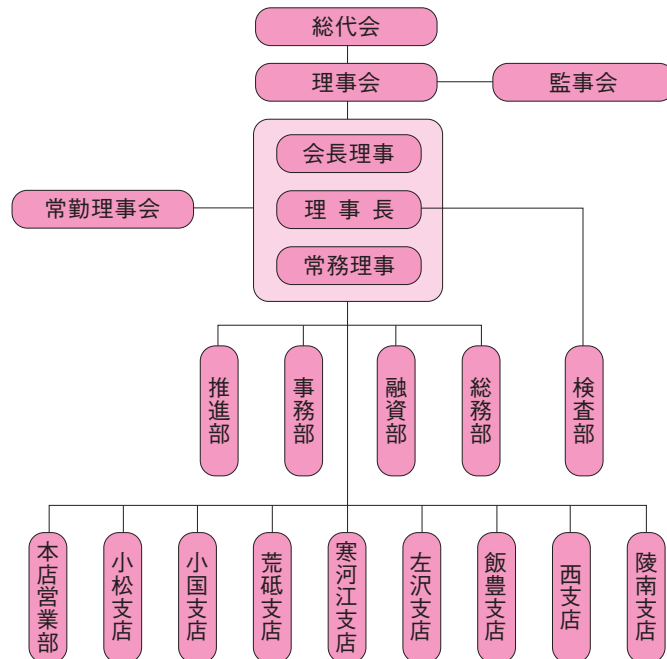 総代会
理事会
監事会
会長理事
常勤理事会
理事長
常務理事
推進部
事務部
融資部
総務部
検査部
本店営業部
小松支店
小国支店
荒砥支店
寒河江支店
左沢支店
飯豊支店
西支店
陵南支店